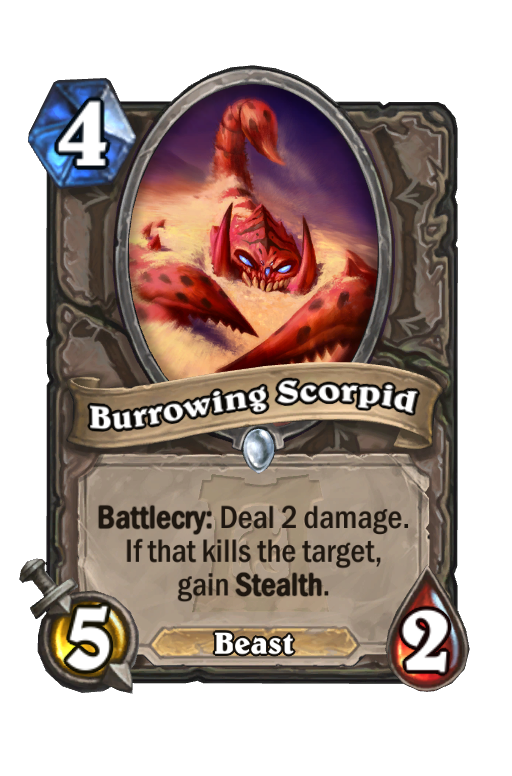 4
Burrowing Scorpid
Battlecry: Deal 2 damage.
If that kills the target,
gain Stealth.
5
Beast
2